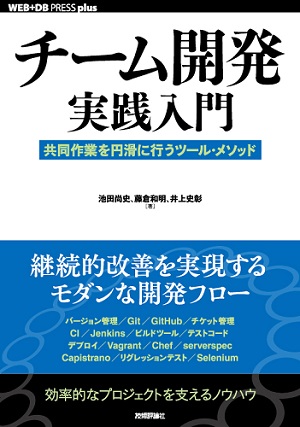 WEB+DB PRESS plus
チーム開発
実践入門
共同作業を円滑に行うツール・メソッド
池田尚史、藤倉和明、井上史彰
[著]
継続的改善を実現する
モダンな開発フロー
バージョン管理／Git／GitHub／チケット管理
CI／Jenkins／ビルドツール／テストコード
デプロイ／Vagrant／Chef／serverspec
Capistrano／リグレッションテスト／Selenium
効率的なプロジェクトを支えるノウハウ
技術評論社